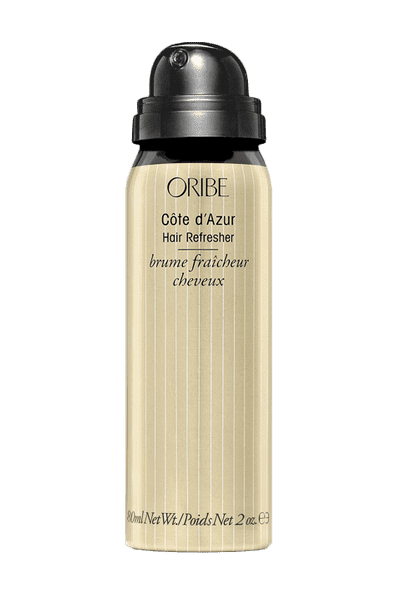 ORIBE
Côte d'Azur
Hair Refresher
brume fraîcheur
cheveux
80ml Net Wt./Poids Net 2 oz. ℮